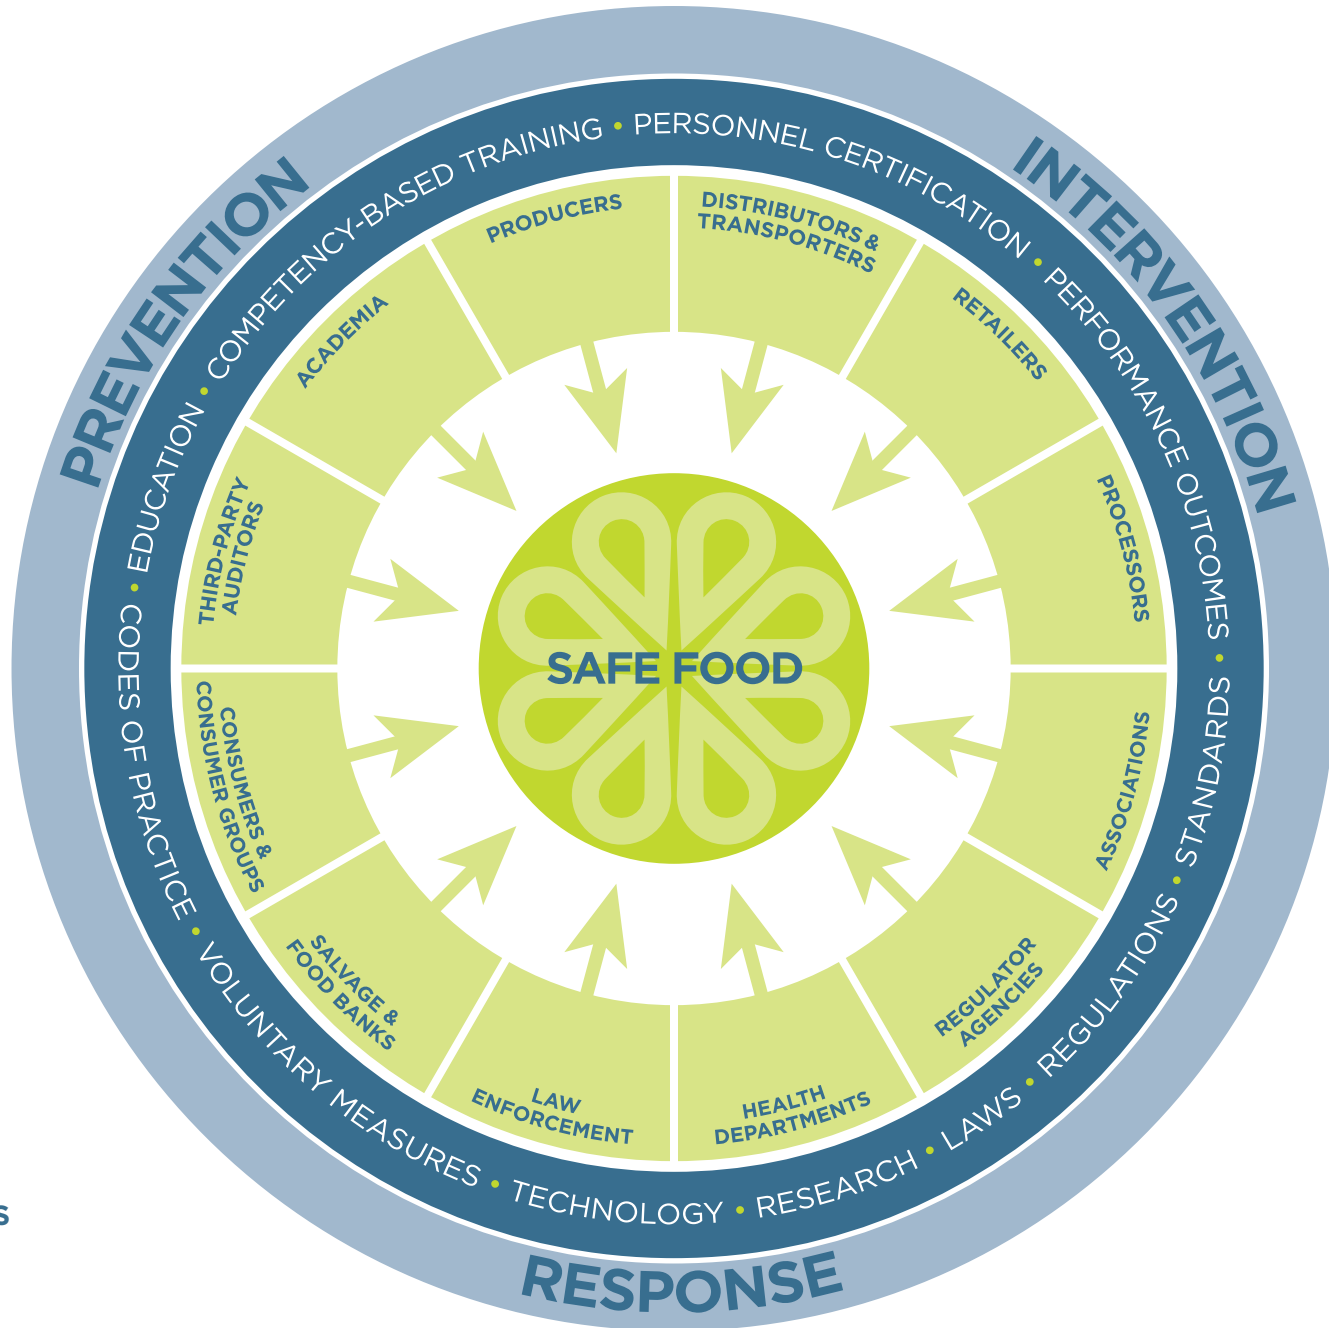 PREVENTION
INTERVENTION
RESPONSE
EDUCATION • COMPETENCY-BASED TRAINING • PERSONNEL CERTIFICATION • PERFORMANCE OUTCOMES • STANDARDS • REGULATIONS • LAWS • RESEARCH • TECHNOLOGY • VOLUNTARY MEASURES • CODES OF PRACTICE •
PRODUCERS
DISTRIBUTORS &
TRANSPORTERS
RETAILERS
PROCESSORS
ASSOCIATIONS
REGULATOR
AGENCIES
HEALTH
DEPARTMENTS
LAW
ENFORCEMENT
SALVAGE &
FOOD BANKS
CONSUMERS &
CONSUMER GROUPS
THIRD-PARTY
AUDITORS
ACADEMIA
SAFE FOOD